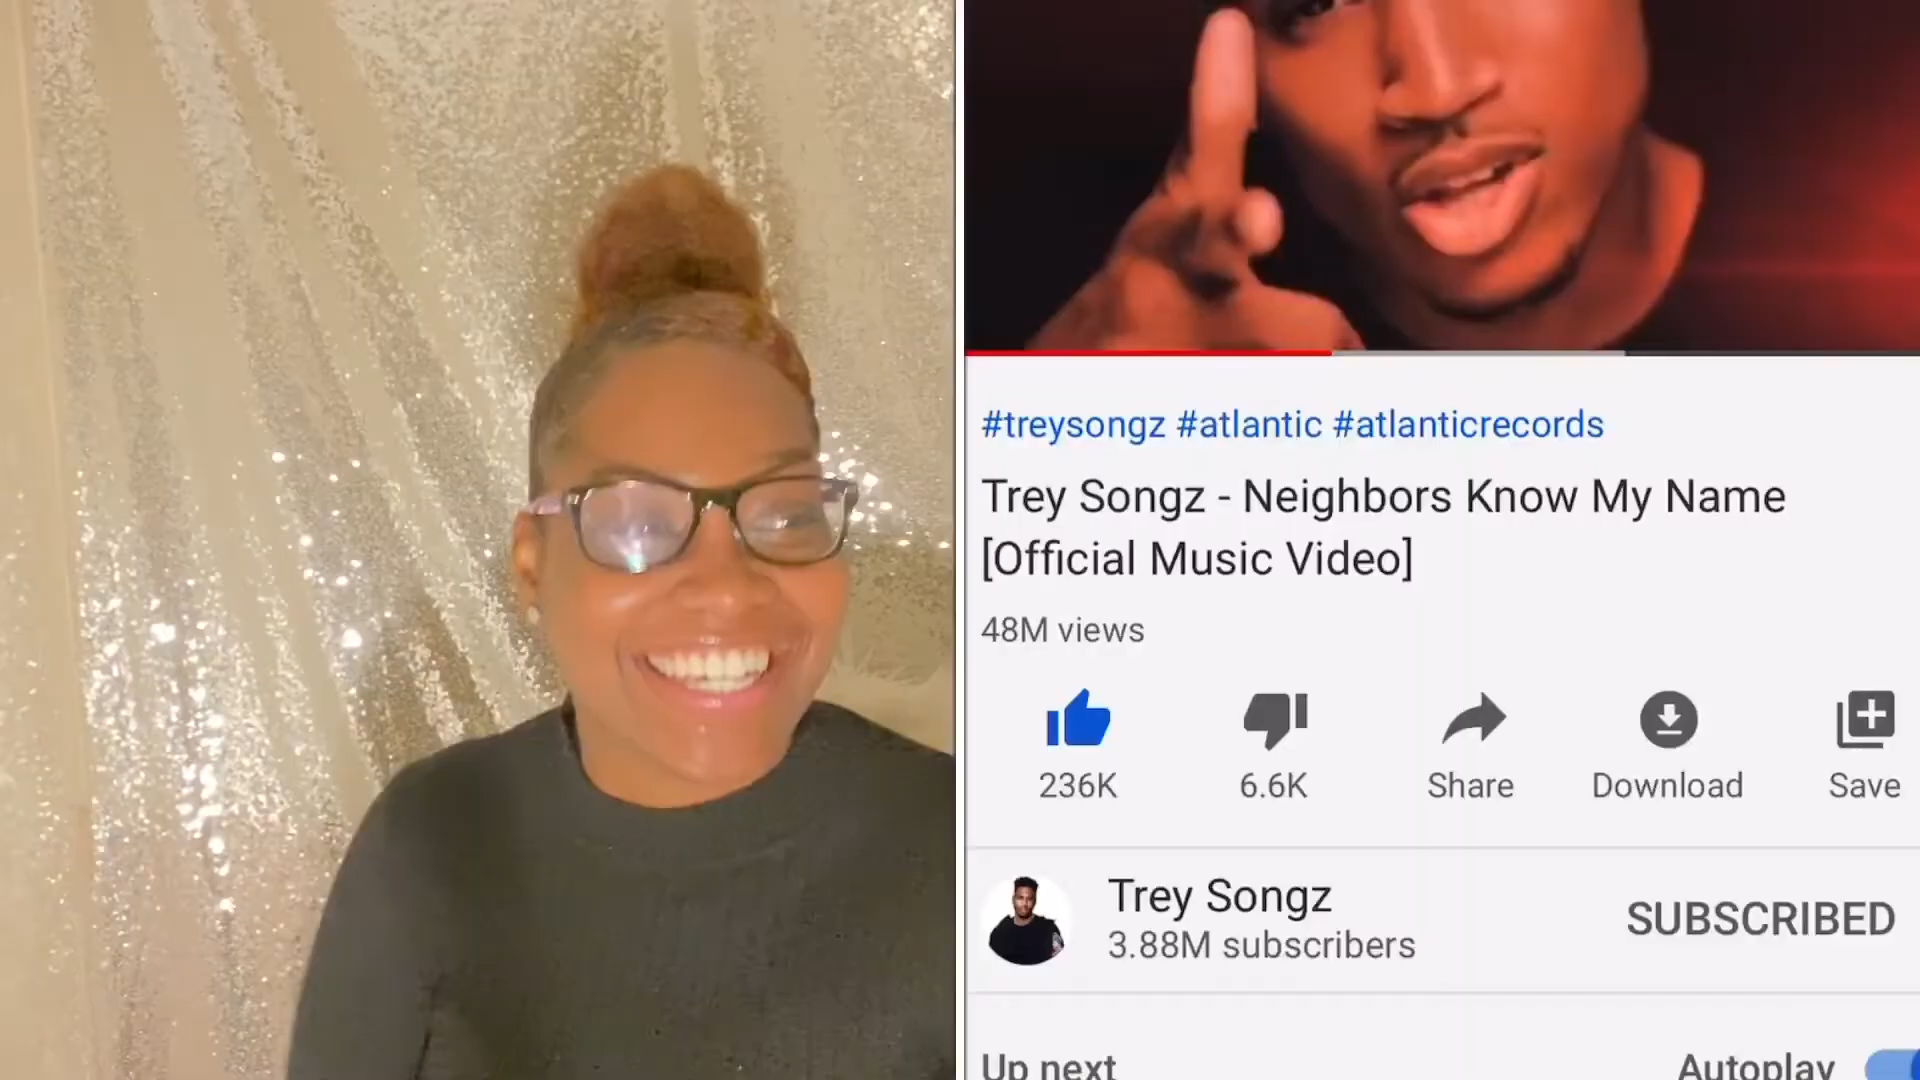 #treysongz #atlantic #atlanticrecords
Trey Songz - Neighbors Know My Name
[Official Music Video]
48M views
236K 6.6K Share Download Save
Trey Songz
3.88M subscribers
SUBSCRIBED
Up next Autoplay